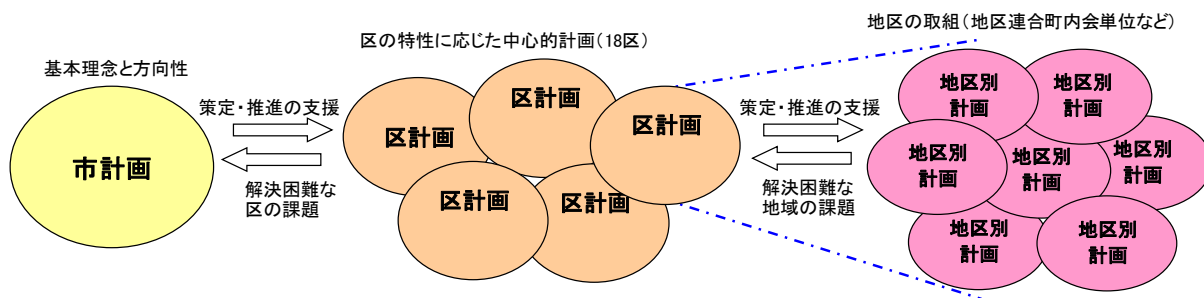 基本理念と方向性
市計画
策定・推進の支援
解決困難な
区の課題
区の特性に応じた中心的計画(18区)
区計画
区計画
区計画
区計画
区計画
策定・推進の支援
解決困難な
地域の課題
地区の取組(地区連合町内会単位など)
地区別
計画
地区別
計画
地区別
計画
地区別
計画
地区別
計画
地区別
計画
地区別
計画